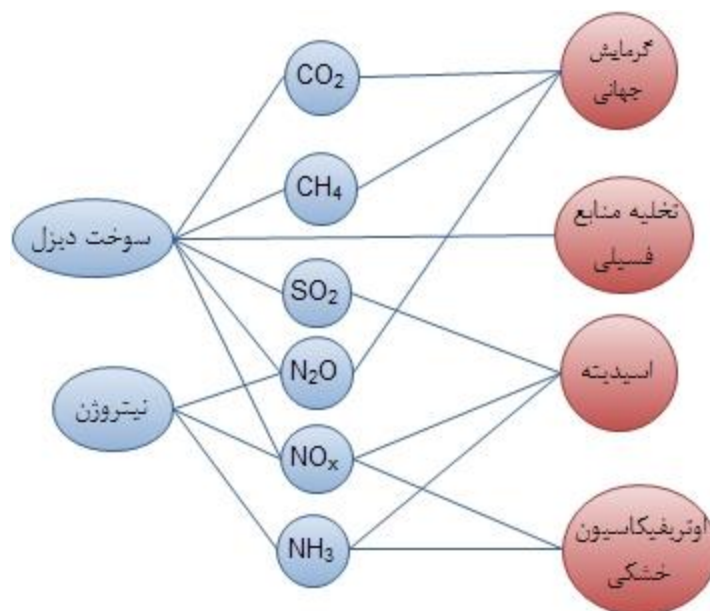 CO₂
گرمایش
جهانی
CH₄
سوخت دیزل
تخلیه منابع
فسیلی
SO₂
N₂O
اسیدیته
نیتروژن
NOₓ
NH₃
اوتریفیکاسیون
خشکی